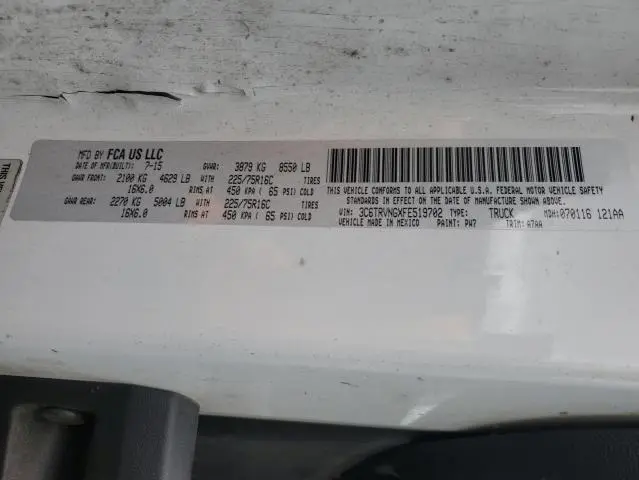 MFD BY FCA US LLC
DATE OF MFR(BUILT): 7-15 GVWR: 3879 KG 8550 LB
GAWR FRONT: 2100 KG 4629 LB WITH 225/75R16C TIRES
16X6.0 RIMS AT 450 KPA ( 65 PSI) COLD
GAWR REAR: 2270 KG 5004 LB WITH 225/75R16C TIRES
16X6.0 RIMS AT 450 KPA ( 65 PSI) COLD
THIS VEHICLE CONFORMS TO ALL APPLICABLE U.S.A. FEDERAL MOTOR VEHICLE SAFETY
STANDARDS IN EFFECT ON THE DATE OF MANUFACTURE SHOWN ABOVE.
VIN: 3C6TRVNGXFE519702 TYPE: TRUCK MDH:070116 121AA
VEHICLE MADE IN MEXICO PAINT: PW7 TRIM: A7AA
THIS